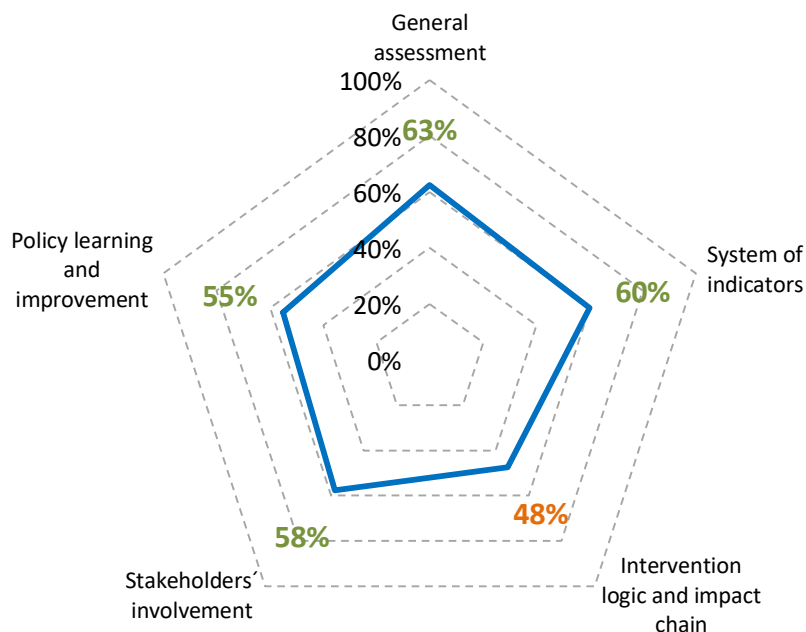 General
assessment
100%
80%
63%
60%
40%
20%
0%
System of
indicators
60%
Policy learning
and
improvement
55%
48%
58%
Stakeholders´
involvement
Intervention
logic and impact
chain